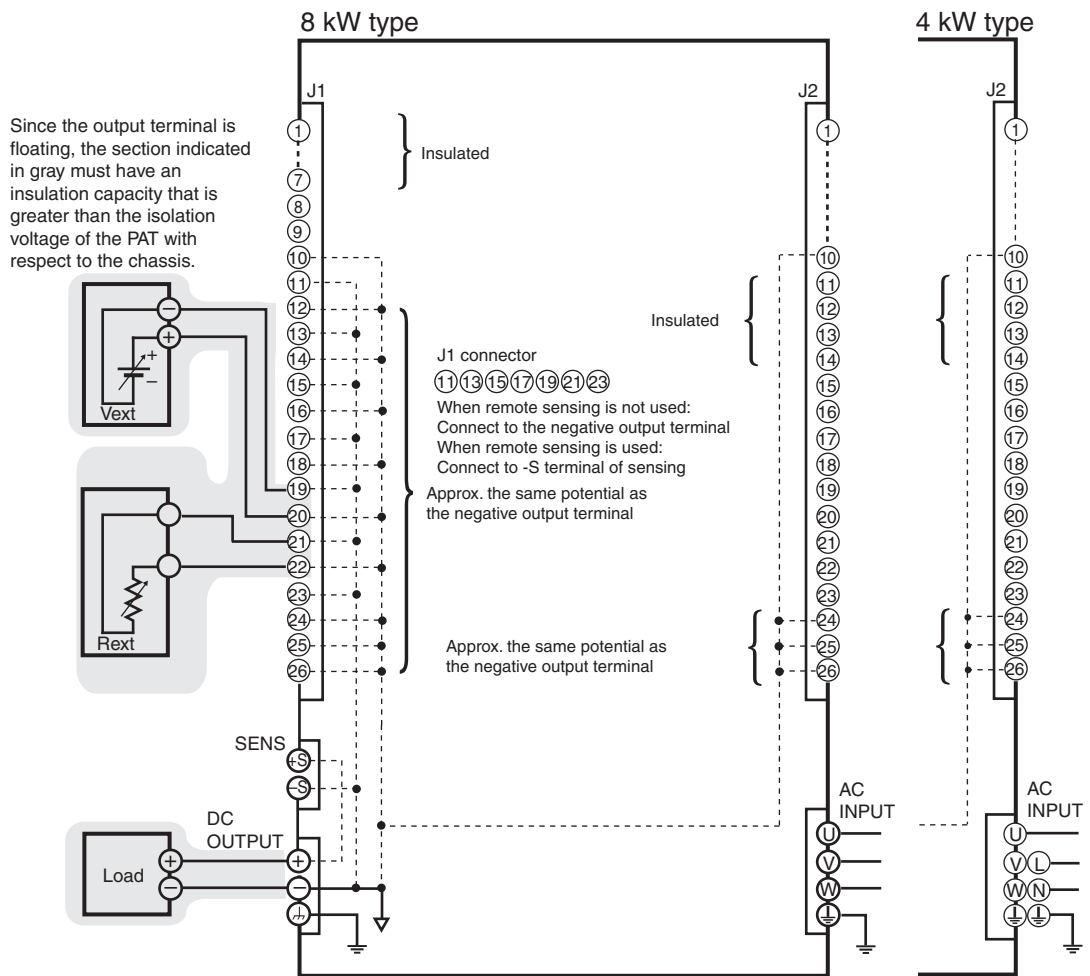 8 kW type
4 kW type
J1
J2
J2
Since the output terminal is
floating, the section indicated
in gray must have an
insulation capacity that is
greater than the isolation
voltage of the PAT with
respect to the chassis.
1
7
8
9
10
11
12
13
14
15
16
17
18
19
20
21
22
23
24
25
26
Insulated
−
+
+
−
Vext
Rext
J1 connector
11 13 15 17 19 21 23
When remote sensing is not used:
Connect to the negative output terminal
When remote sensing is used:
Connect to -S terminal of sensing
Approx. the same potential as
the negative output terminal
Insulated
Approx. the same potential as
the negative output terminal
1
10
11
12
13
14
15
16
17
18
19
20
21
22
23
24
25
26
1
10
11
12
13
14
15
16
17
18
19
20
21
22
23
24
25
26
SENS
+S
−S
DC
OUTPUT
Load
+
−
+
−
AC
INPUT
U
V
W
AC
INPUT
U
V L
W N